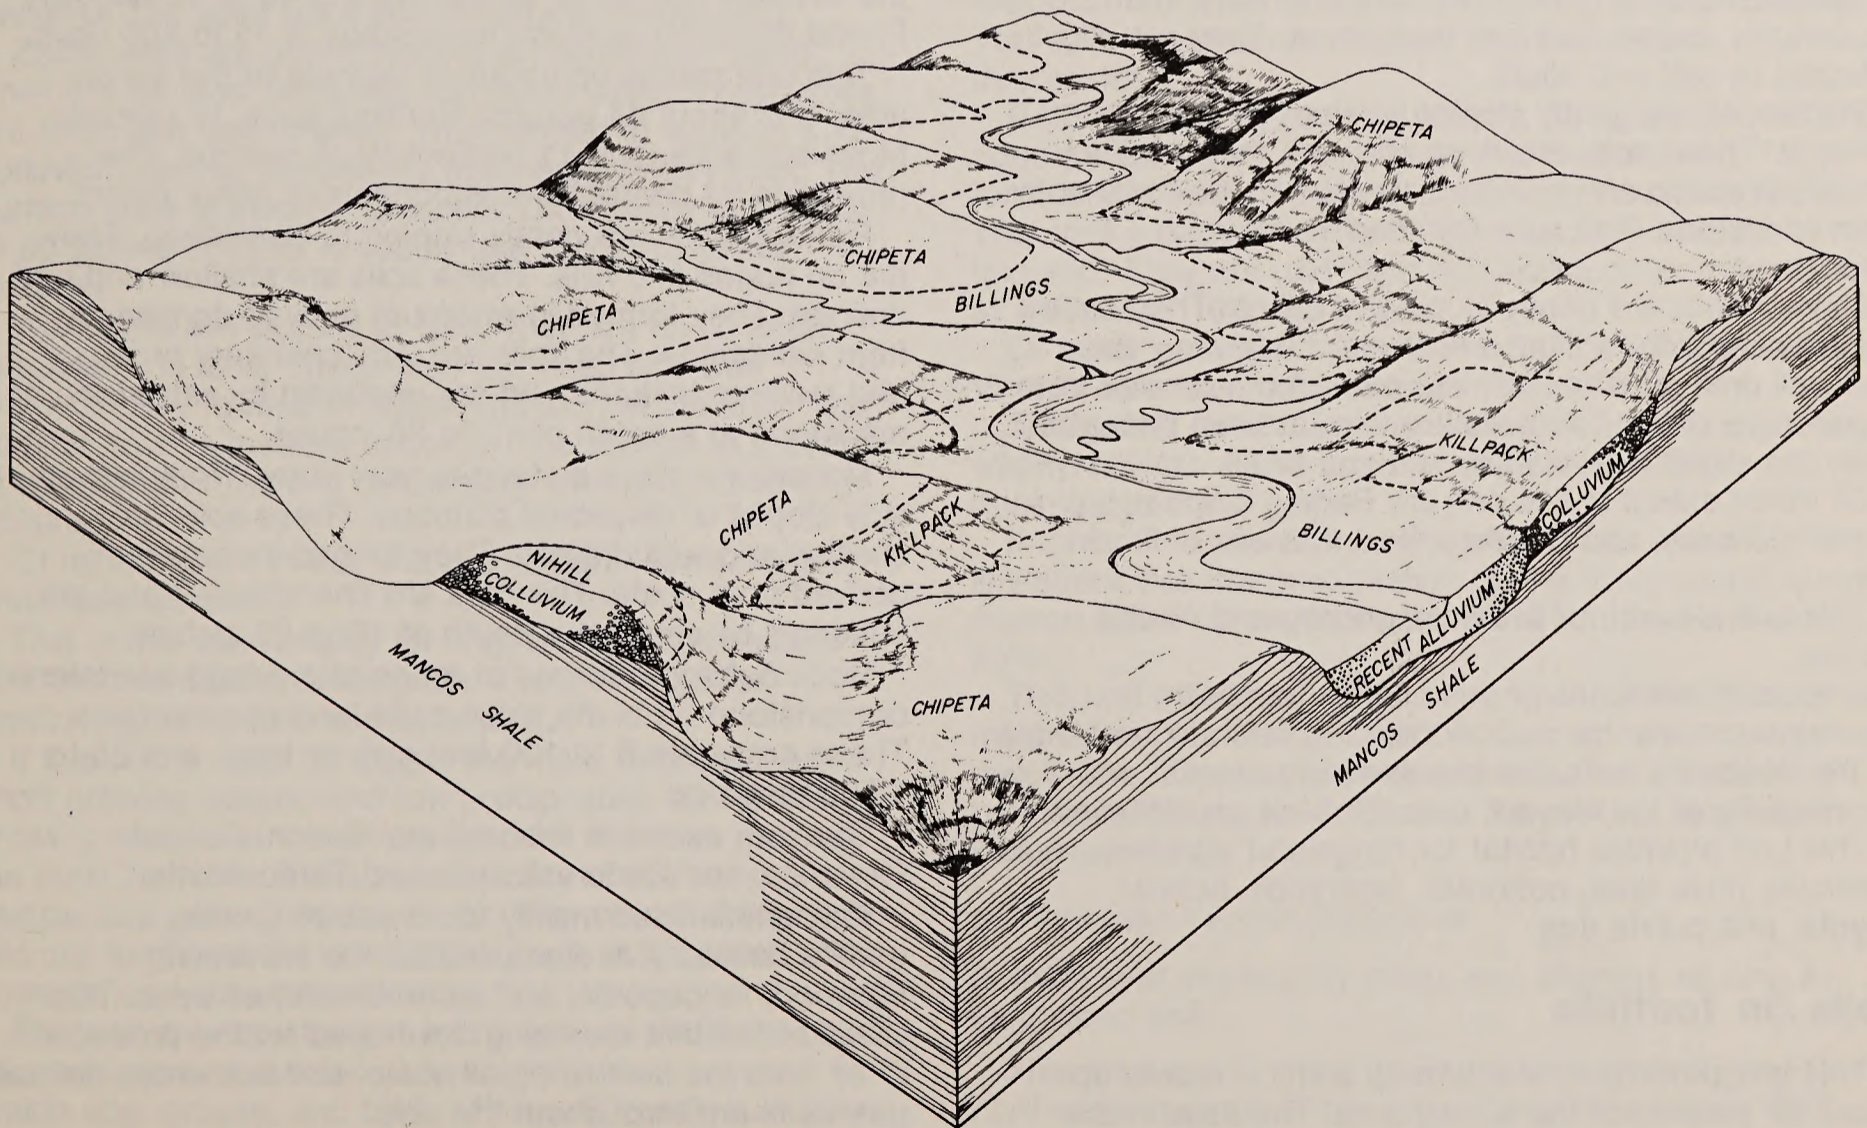 CHIPETA
CHIPETA
BILLINGS
CHIPETA
KILLPACK
COLLUVIUM
CHIPETA
KILLPACK
BILLINGS
NIHILL
COLLUVIUM
RECENT ALLUVIUM
MANCOS SHALE
CHIPETA
MANCOS SHALE